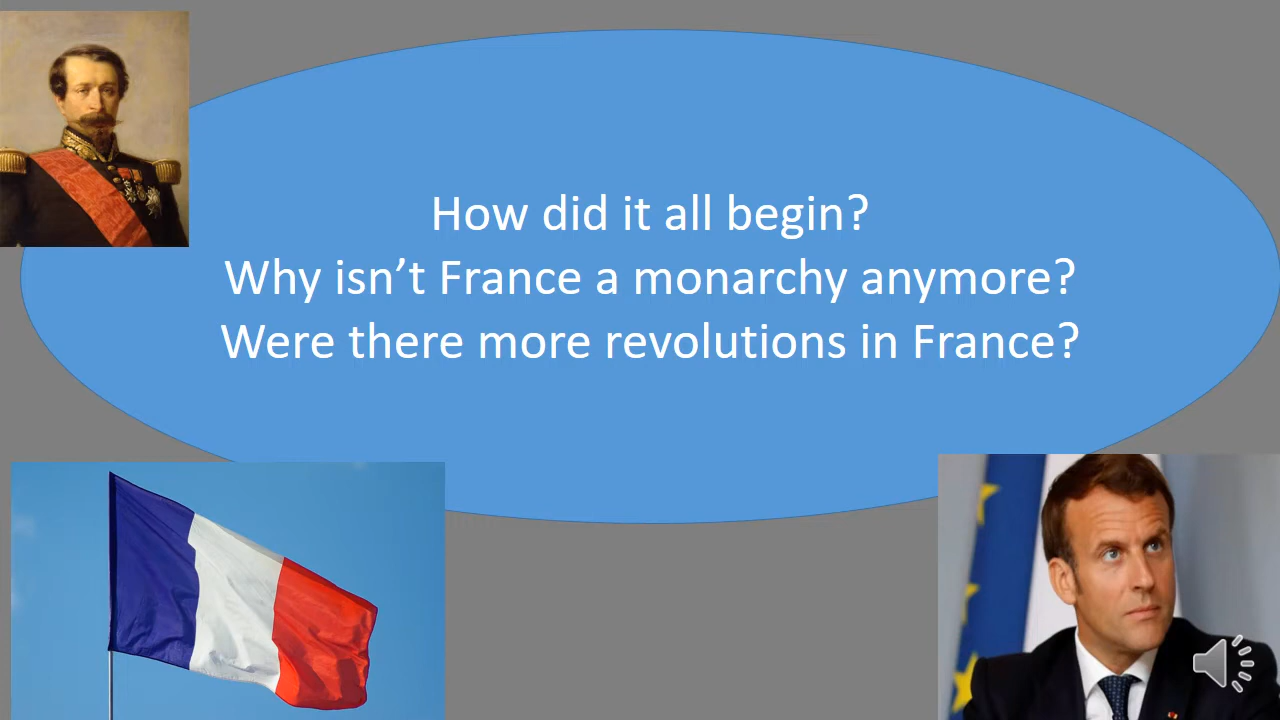 How did it all begin?
Why isn’t France a monarchy anymore?
Were there more revolutions in France?